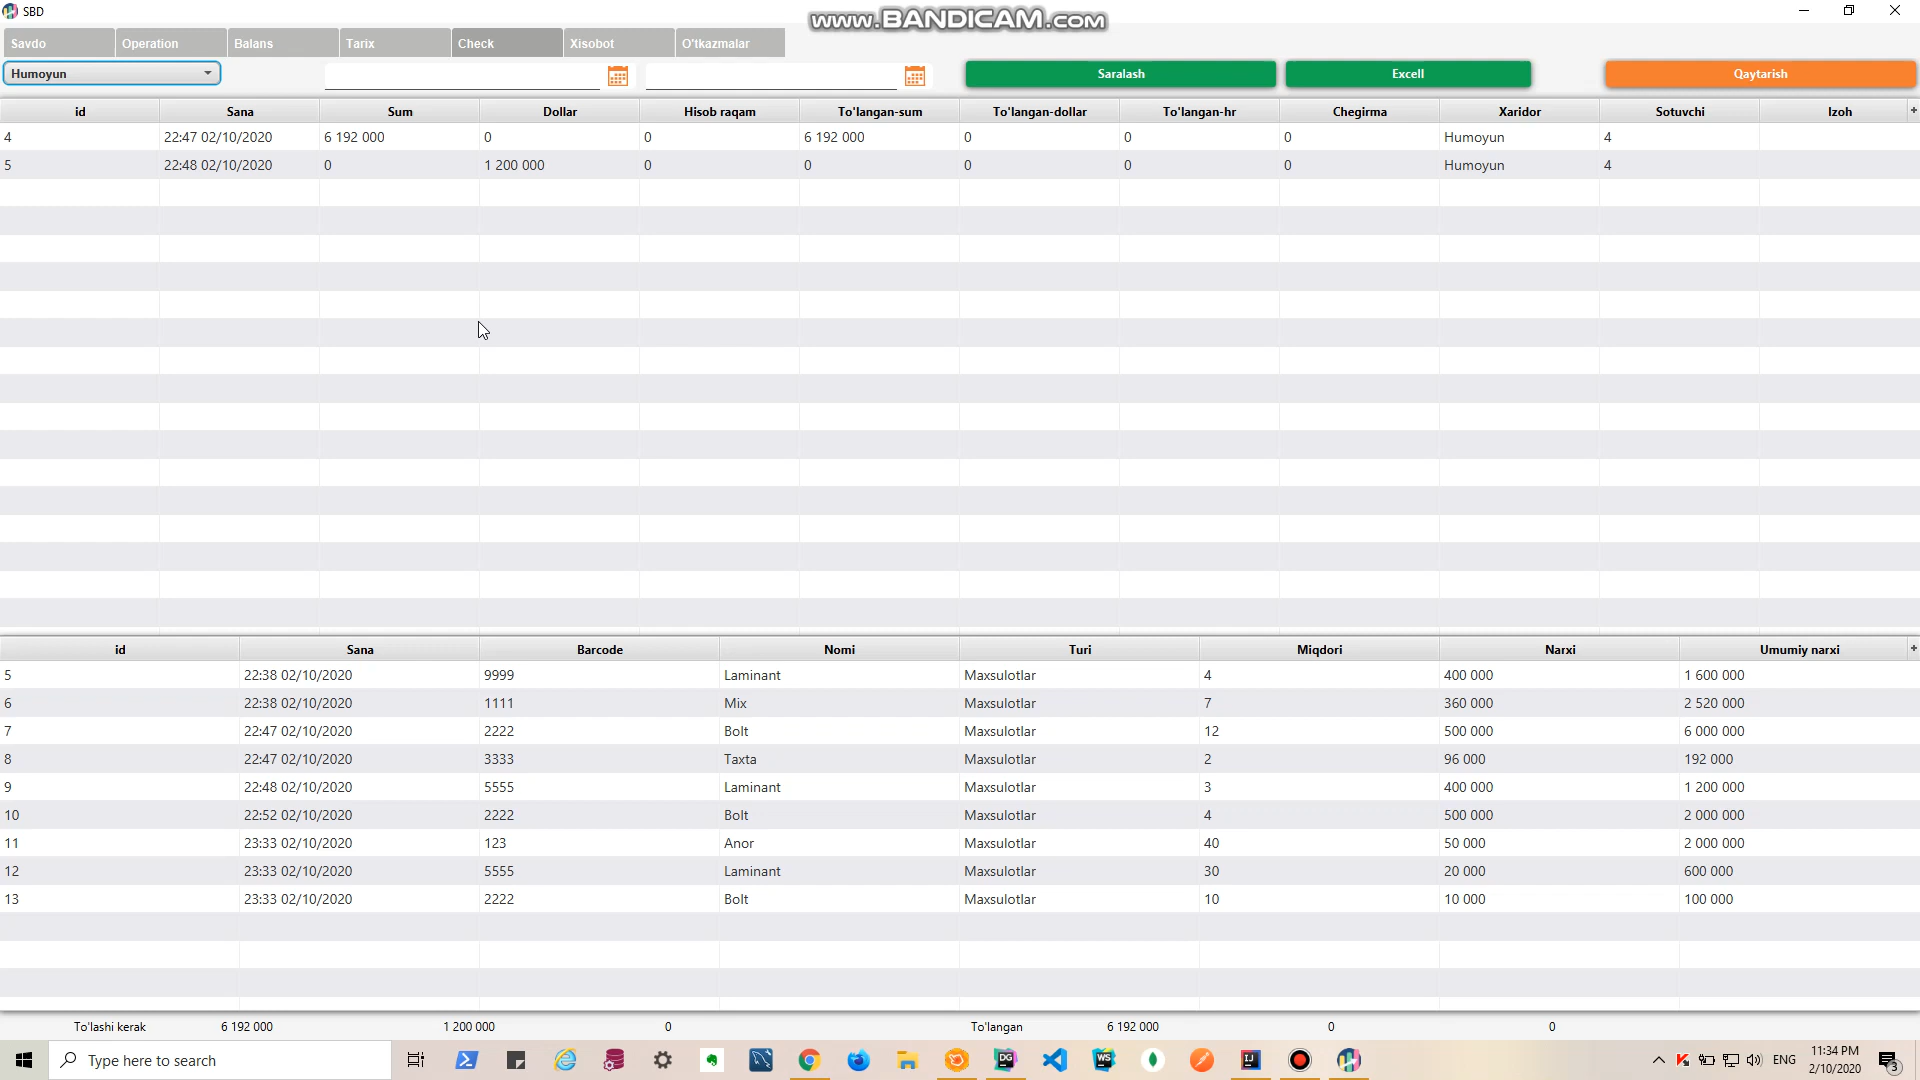 SBD
www.BANDICAM.com
Savdo Operation Balans Tarix Check Xisobot O'tkazmalar
Humoyun Saralash Excell Qaytarish
id Sana Sum Dollar Hisob raqam To'langan-sum To'langan-dollar To'langan-hr Chegirma Xaridor Sotuvchi Izoh +
4 22:47 02/10/2020 6 192 000 0 0 6 192 000 0 0 0 Humoyun 4
5 22:48 02/10/2020 0 1 200 000 0 0 0 0 0 Humoyun 4
id Sana Barcode Nomi Turi Miqdori Narxi Umumiy narxi +
5 22:38 02/10/2020 9999 Laminant Maxsulotlar 4 400 000 1 600 000
6 22:38 02/10/2020 1111 Mix Maxsulotlar 7 360 000 2 520 000
7 22:47 02/10/2020 2222 Bolt Maxsulotlar 12 500 000 6 000 000
8 22:47 02/10/2020 3333 Taxta Maxsulotlar 2 96 000 192 000
9 22:48 02/10/2020 5555 Laminant Maxsulotlar 3 400 000 1 200 000
10 22:52 02/10/2020 2222 Bolt Maxsulotlar 4 500 000 2 000 000
11 23:33 02/10/2020 123 Anor Maxsulotlar 40 50 000 2 000 000
12 23:33 02/10/2020 5555 Laminant Maxsulotlar 30 20 000 600 000
13 23:33 02/10/2020 2222 Bolt Maxsulotlar 10 10 000 100 000
To'lashi kerak 6 192 000 1 200 000 0 To'langan 6 192 000 0 0
Type here to search DG WS IJ ENG 11:34 PM
2/10/2020 3